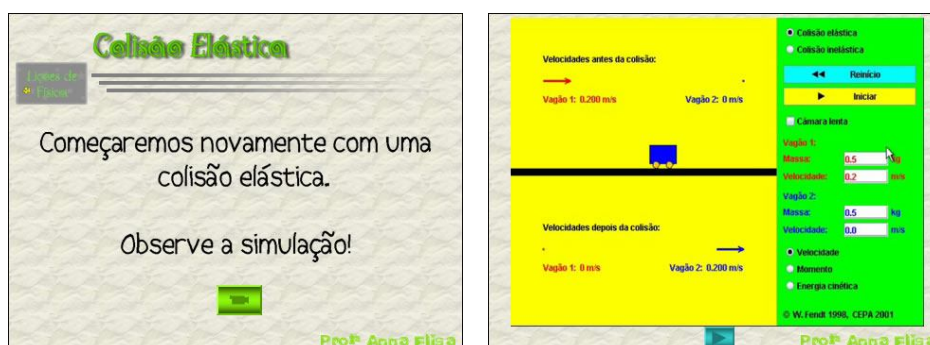 Colisão Elástica
Lições de
Física
Começaremos novamente com uma
colisão elástica.
Observe a simulação!
Profª Anna Elisa
Velocidades antes da colisão:
Vagão 1: 0.200 m/s
Vagão 2: 0 m/s
Velocidades depois da colisão:
Vagão 1: 0 m/s
Vagão 2: 0.200 m/s
Colisão elástica
Colisão inelástica
Reinício
Iniciar
Câmara lenta
Vagão 1:
Massa: 0.5 kg
Velocidade: 0.2 m/s
Vagão 2:
Massa: 0.5 kg
Velocidade: 0.0 m/s
Velocidade
Momento
Energia cinética
© W. Fendt 1998, CEPA 2001
Profª Anna Elisa